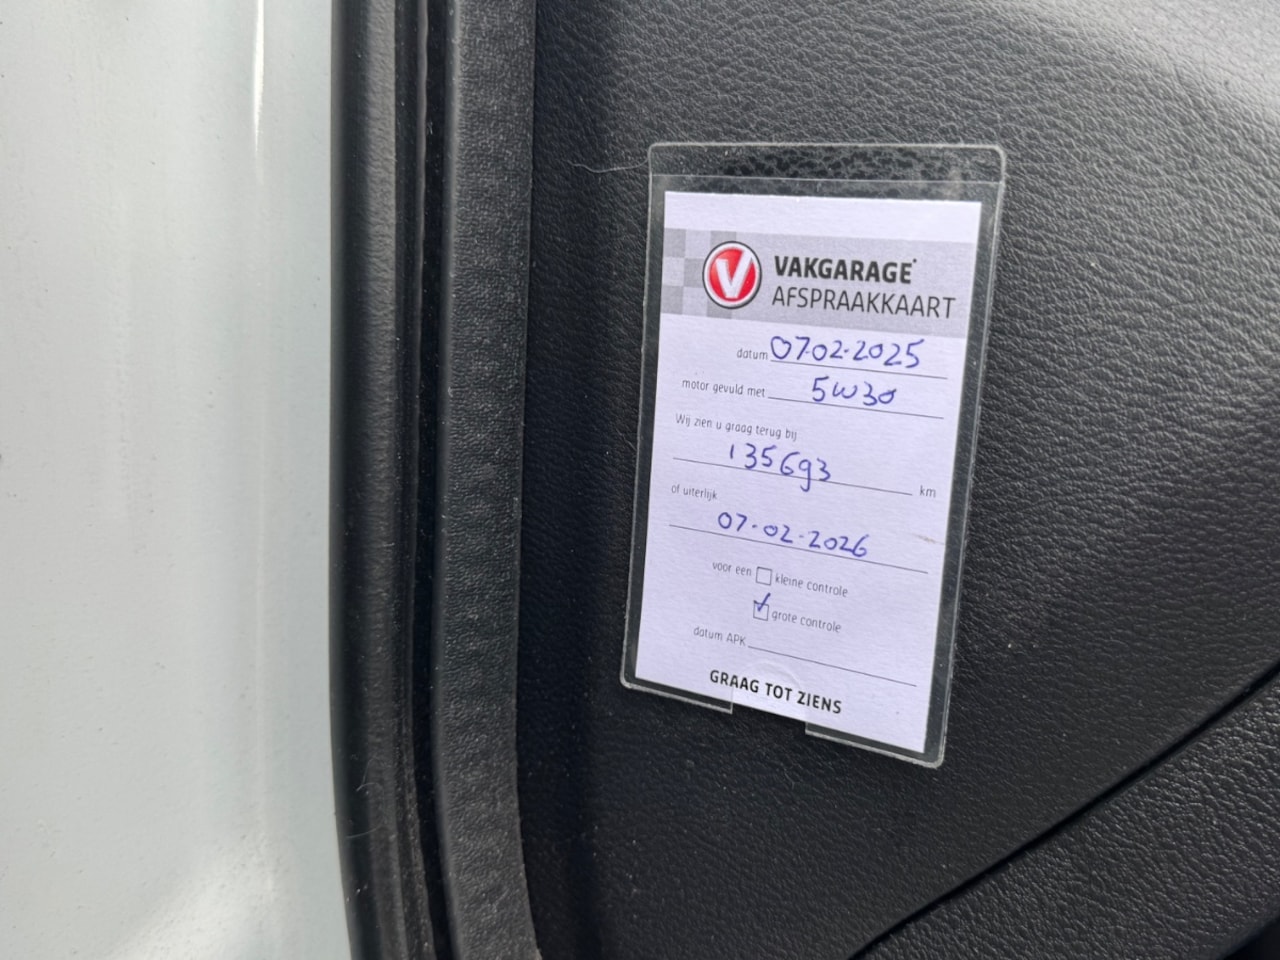 V VAKGARAGE
AFSPRAAKKAART
datum 07-02-2025
motor gevuld met 5W30
Wij zien u graag terug bij
135693 km
of uiterlijk
07-02-2026
voor een kleine controle
grote controle
datum APK
GRAAG TOT ZIENS